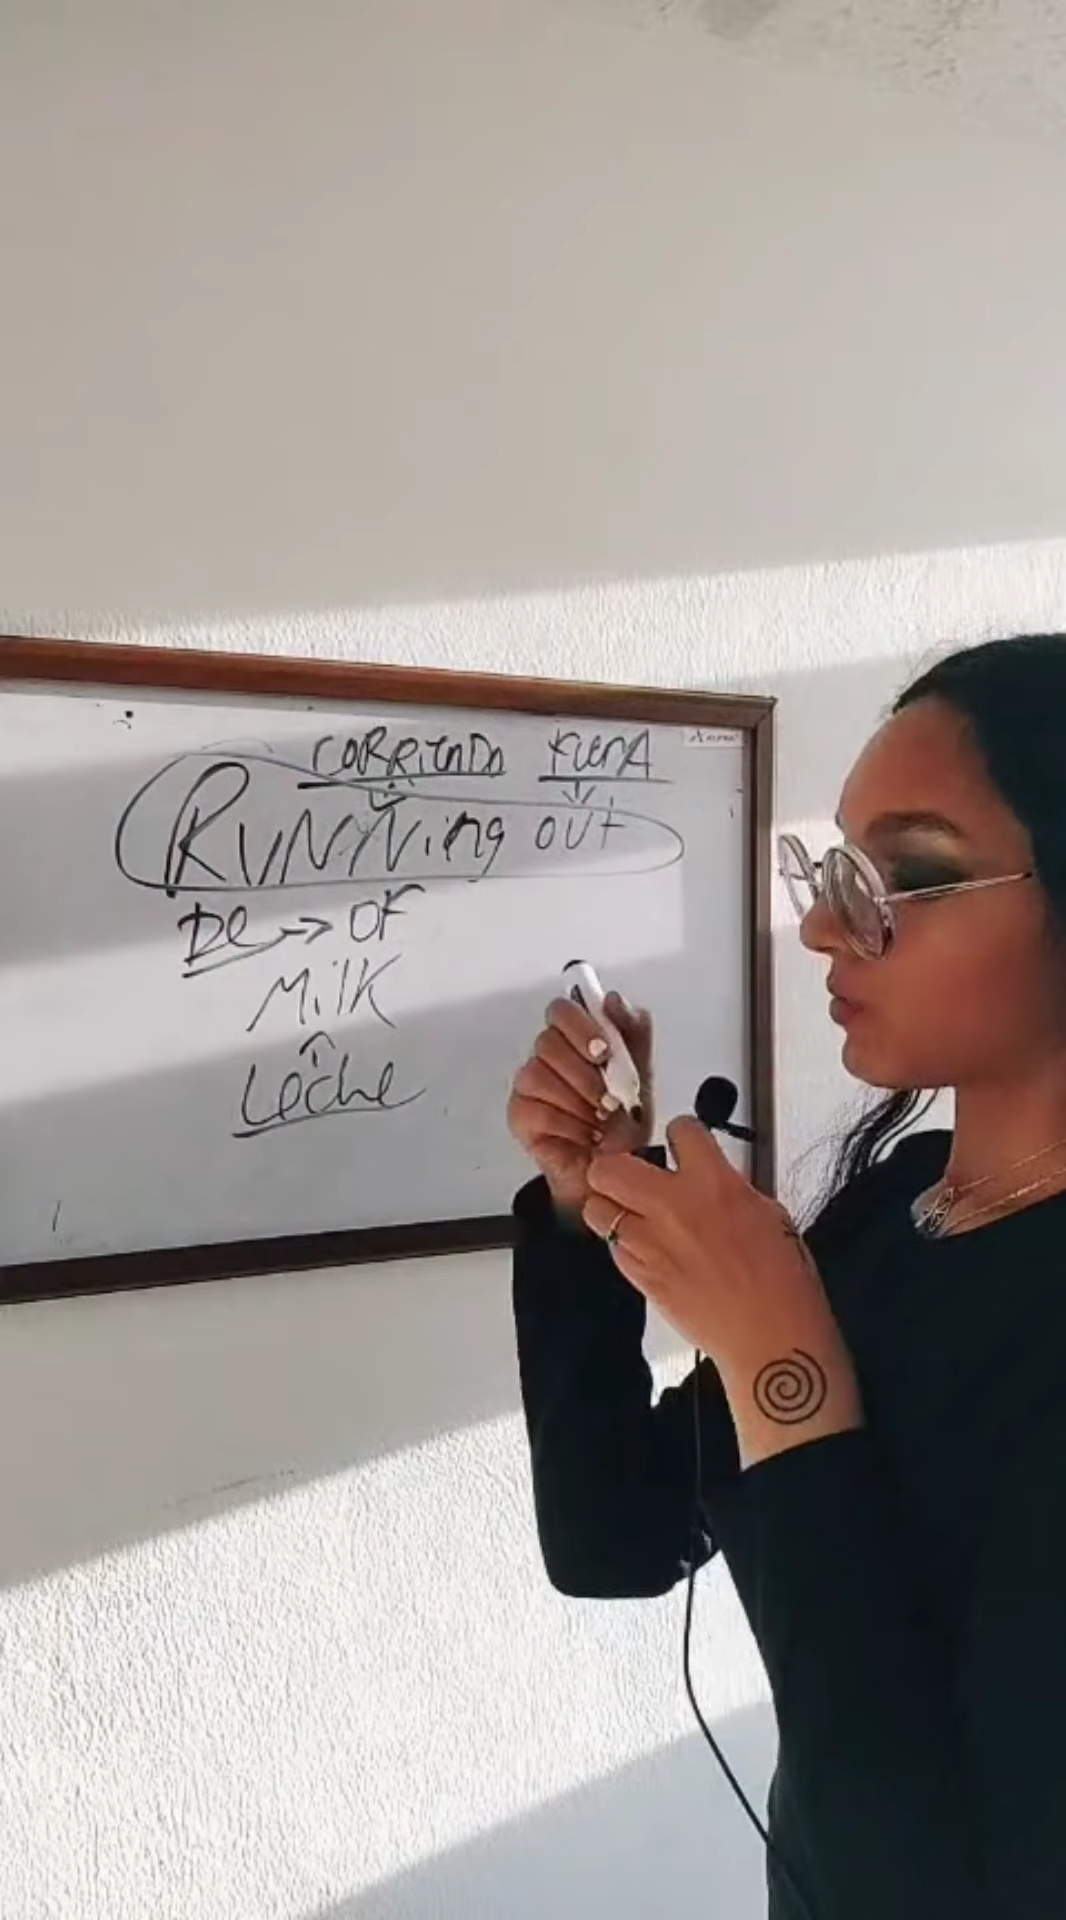 CORRIENDO FUERA
RUNNing OUT
De → OF
Milk
Leche